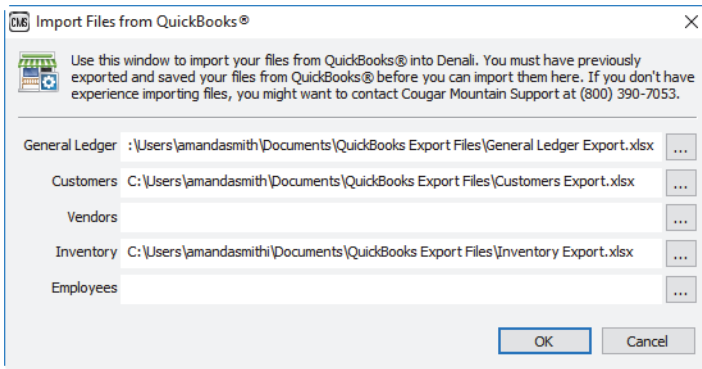 CMS Import Files from QuickBooks®
Use this window to import your files from QuickBooks® into Denali. You must have previously
exported and saved your files from QuickBooks® before you can import them here. If you don't have
experience importing files, you might want to contact Cougar Mountain Support at (800) 390-7053.
General Ledger :\Users\amandasmith\Documents\QuickBooks Export Files\General Ledger Export.xlsx ...
Customers C:\Users\amandasmith\Documents\QuickBooks Export Files\Customers Export.xlsx ...
Vendors ...
Inventory C:\Users\amandasmithi\Documents\QuickBooks Export Files\Inventory Export.xlsx ...
Employees ...
OK Cancel